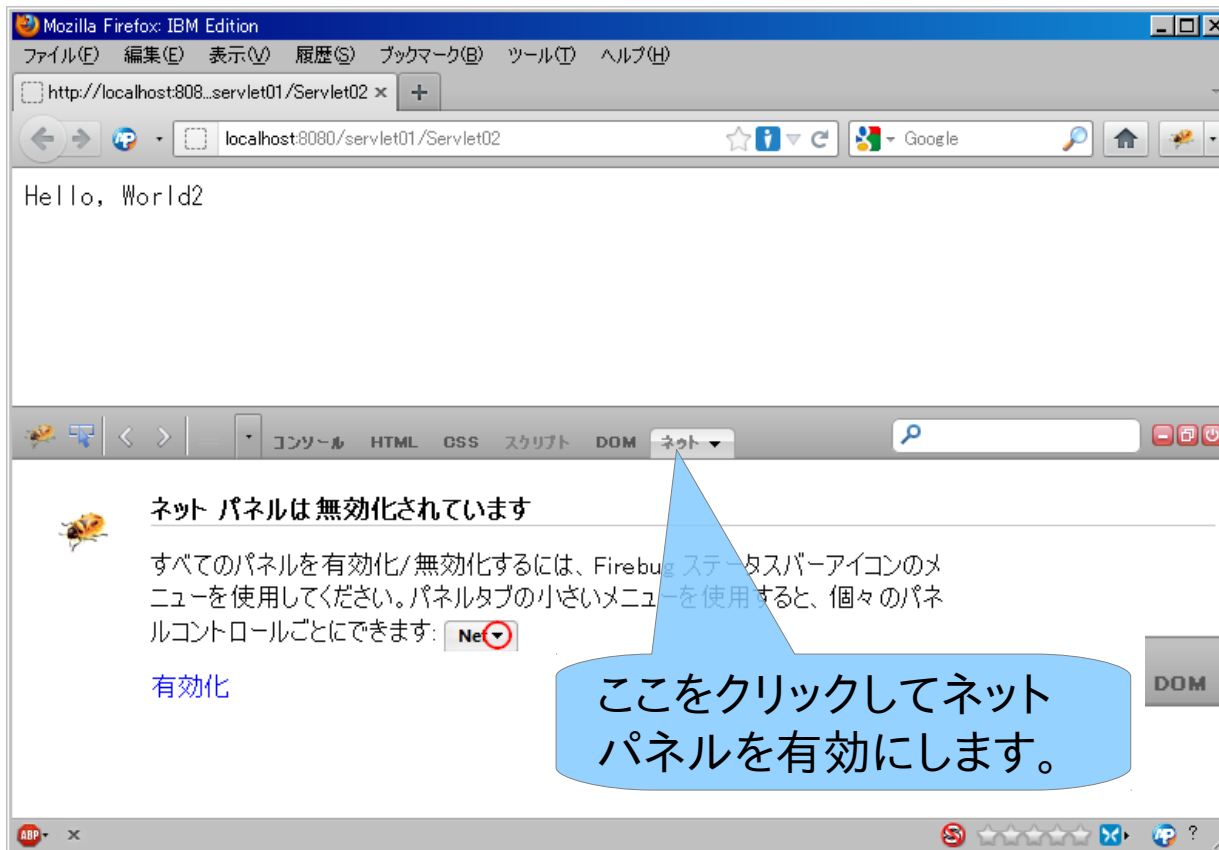 Mozilla Firefox: IBM Edition
ファイル(F) 編集(E) 表示(V) 履歴(S) ブックマーク(B) ツール(T) ヘルプ(H)
http://localhost:808...servlet01/Servlet02 × +
localhost:8080/servlet01/Servlet02 Google
Hello, World2
コンソール HTML CSS スクリプト DOM ネット
ネット パネルは無効化されています
すべてのパネルを有効化/無効化するには、Firebug ステータスバーアイコンのメ
ニューを使用してください。パネルタブの小さいメニューを使用すると、個々のパネ
ルコントロールごとにできます: Net
有効化
ここをクリックしてネット
パネルを有効にします。
DOM
ABP × ?